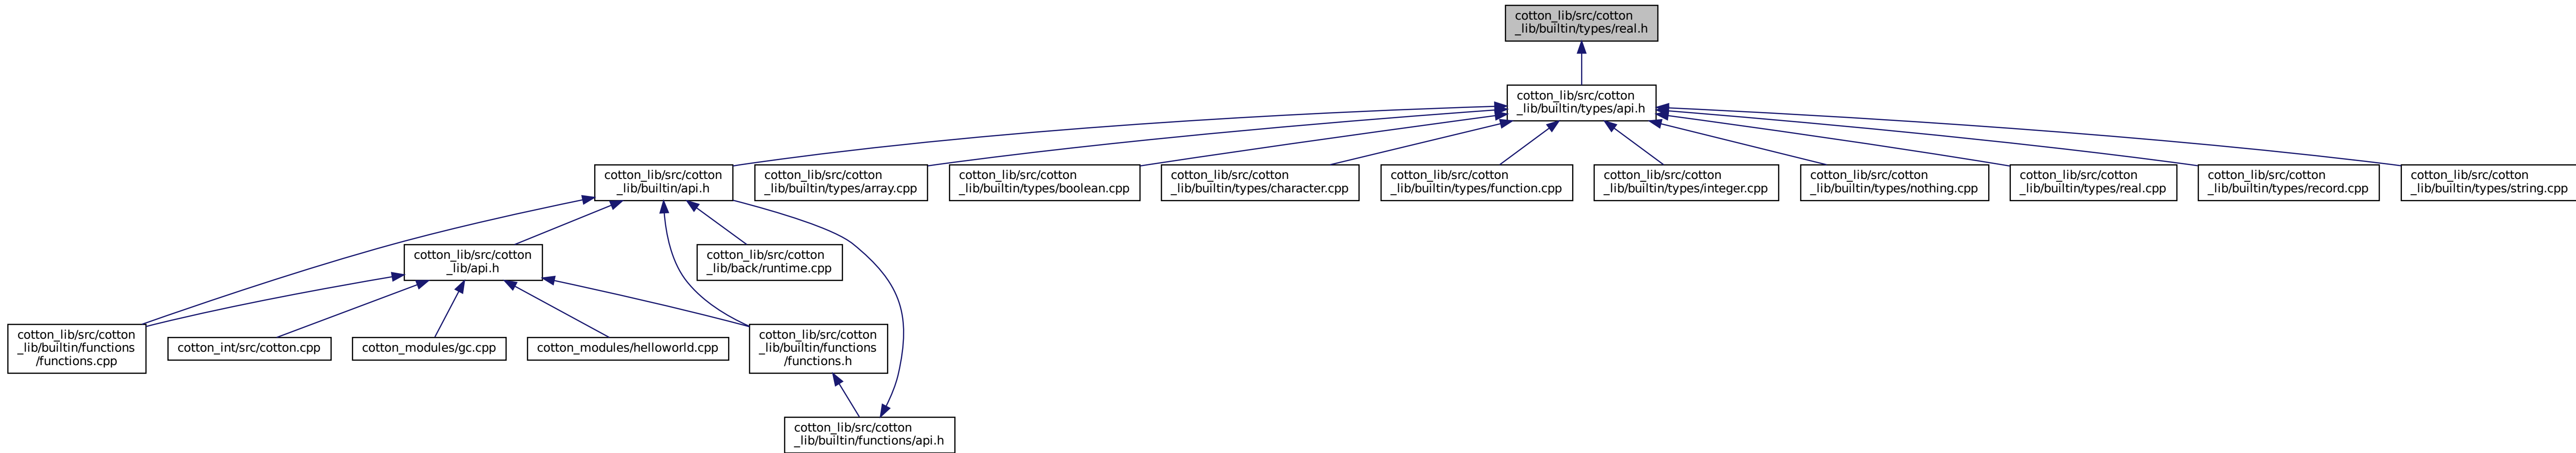 cotton_lib/src/cotton
_lib/builtin/types/real.h
cotton_lib/src/cotton
_lib/builtin/types/api.h
cotton_lib/src/cotton
_lib/builtin/api.h
cotton_lib/src/cotton
_lib/builtin/types/array.cpp
cotton_lib/src/cotton
_lib/builtin/types/boolean.cpp
cotton_lib/src/cotton
_lib/builtin/types/character.cpp
cotton_lib/src/cotton
_lib/builtin/types/function.cpp
cotton_lib/src/cotton
_lib/builtin/types/integer.cpp
cotton_lib/src/cotton
_lib/builtin/types/nothing.cpp
cotton_lib/src/cotton
_lib/builtin/types/real.cpp
cotton_lib/src/cotton
_lib/builtin/types/record.cpp
cotton_lib/src/cotton
_lib/builtin/types/string.cpp
cotton_lib/src/cotton
_lib/api.h
cotton_lib/src/cotton
_lib/back/runtime.cpp
cotton_lib/src/cotton
_lib/builtin/functions
/functions.cpp
cotton_int/src/cotton.cpp
cotton_modules/gc.cpp
cotton_modules/helloworld.cpp
cotton_lib/src/cotton
_lib/builtin/functions
/functions.h
cotton_lib/src/cotton
_lib/builtin/functions/api.h